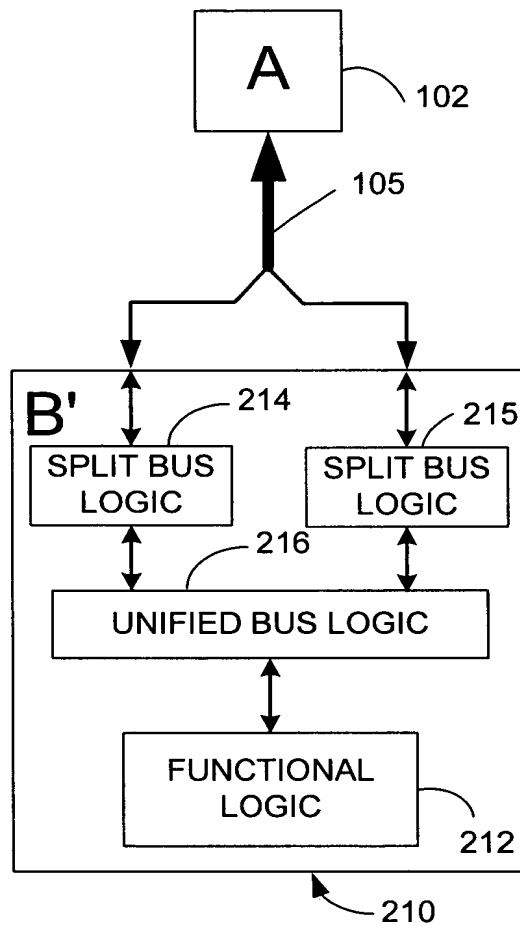 A
102
105
B'
214
215
SPLIT BUS
LOGIC
SPLIT BUS
LOGIC
216
UNIFIED BUS LOGIC
FUNCTIONAL
LOGIC
212
210